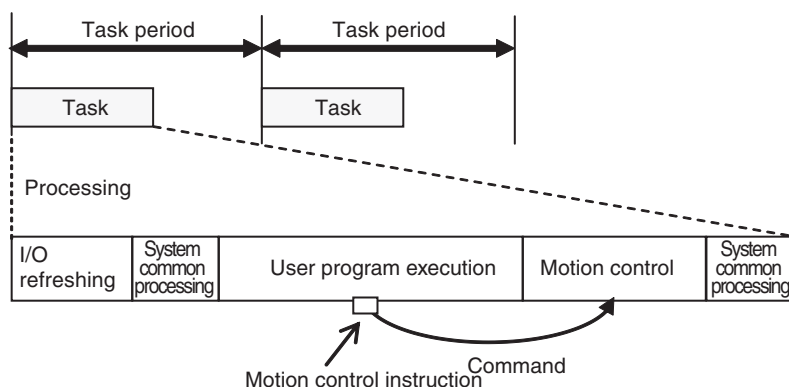 Task period
Task period
Task
Task
Processing
I/O
refreshing
System
common
processing
User program execution
Motion control
System
common
processing
Command
Motion control instruction